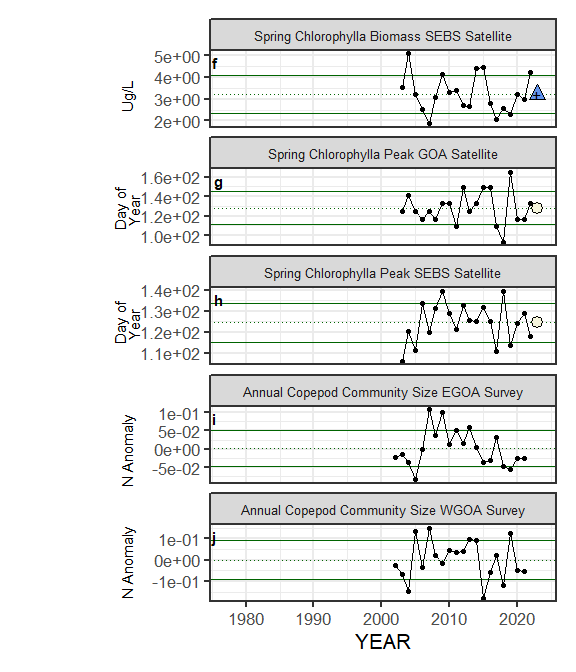 Spring Chlorophylla Biomass SEBS Satellite
f
5e+00
4e+00
3e+00
2e+00
Ug/L
Spring Chlorophylla Peak GOA Satellite
g
1.6e+02
1.4e+02
1.2e+02
1.0e+02
Day of
Year
Spring Chlorophylla Peak SEBS Satellite
h
1.4e+02
1.3e+02
1.2e+02
1.1e+02
Day of
Year
Annual Copepod Community Size EGOA Survey
i
1e-01
5e-02
0e+00
-5e-02
N Anomaly
Annual Copepod Community Size WGOA Survey
j
1e-01
0e+00
-1e-01
N Anomaly
1980 1990 2000 2010 2020
YEAR